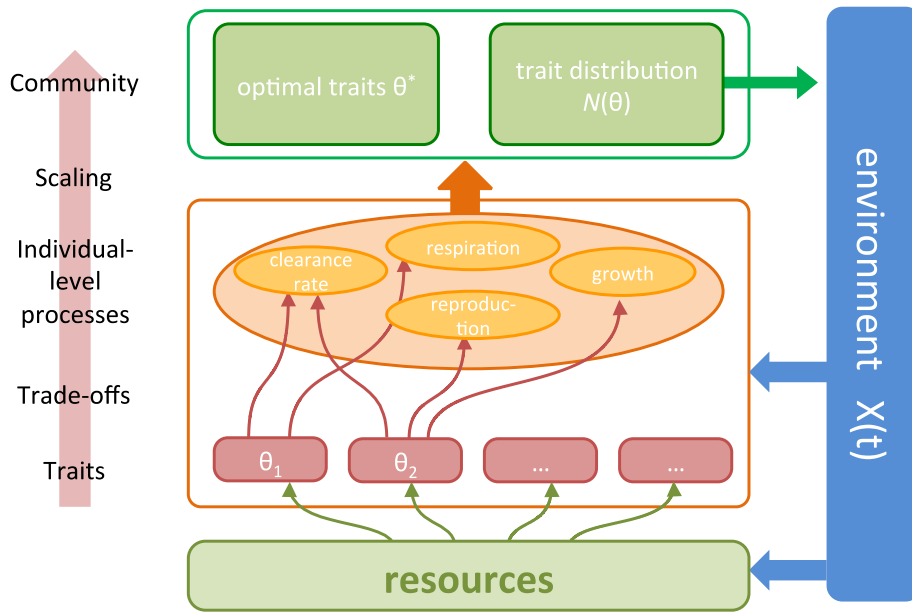 Community
Scaling
Individual-
level
processes
Trade-offs
Traits
optimal traits θ*
trait distribution
N(θ)
clearance
rate
respiration
growth
reproduc-
tion
θ1
θ2
...
...
resources
environment X(t)